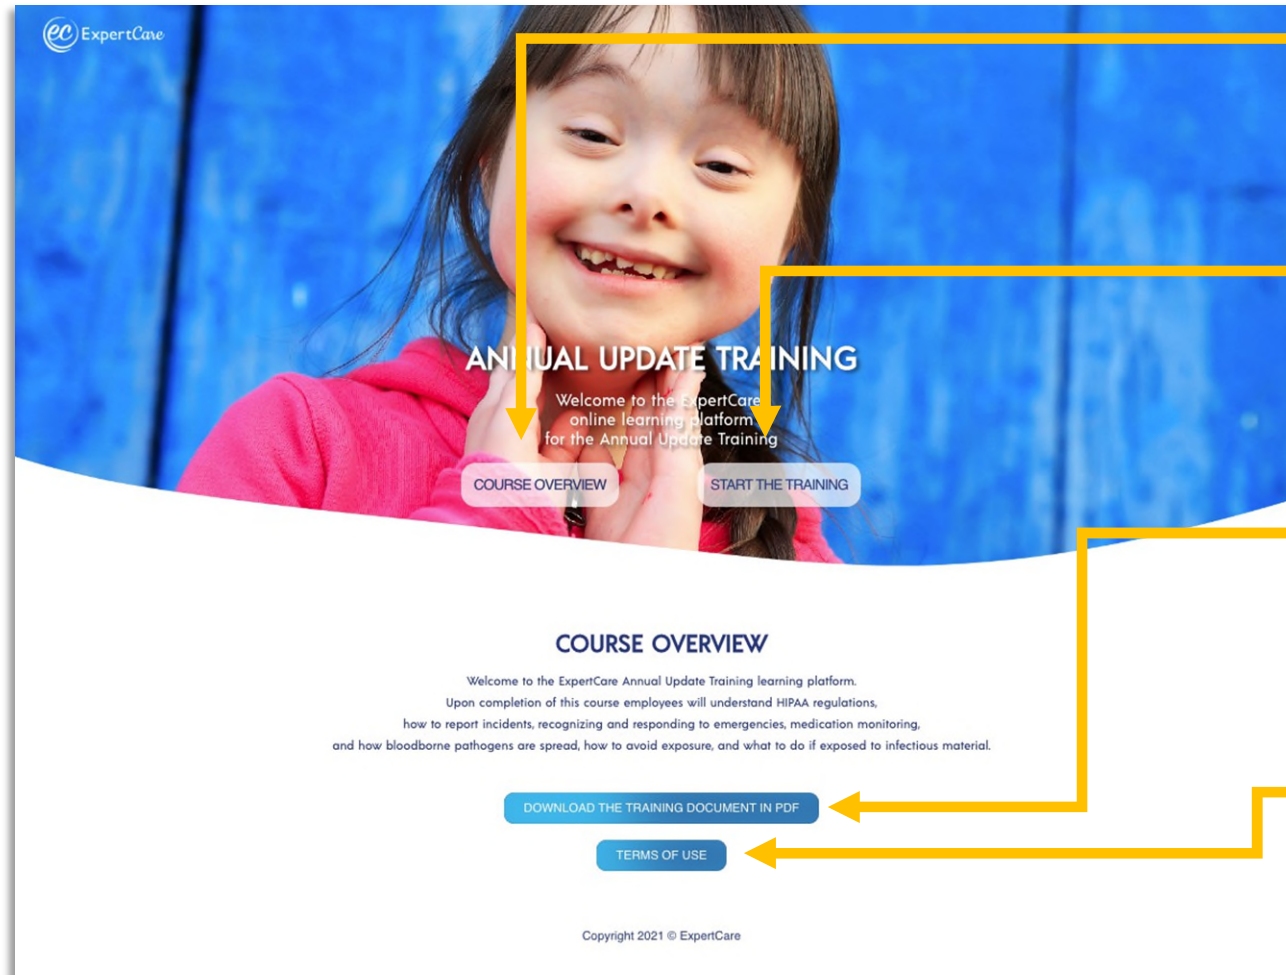 ec ExpertCare
ANNUAL UPDATE TRAINING
Welcome to the ExpertCare
online learning platform
for the Annual Update Training
COURSE OVERVIEW
START THE TRAINING
COURSE OVERVIEW
Welcome to the ExpertCare Annual Update Training learning platform.
Upon completion of this course employees will understand HIPAA regulations,
how to report incidents, recognizing and responding to emergencies, medication monitoring,
and how bloodborne pathogens are spread, how to avoid exposure, and what to do if exposed to infectious material.
DOWNLOAD THE TRAINING DOCUMENT IN PDF
TERMS OF USE
Copyright 2021 © ExpertCare